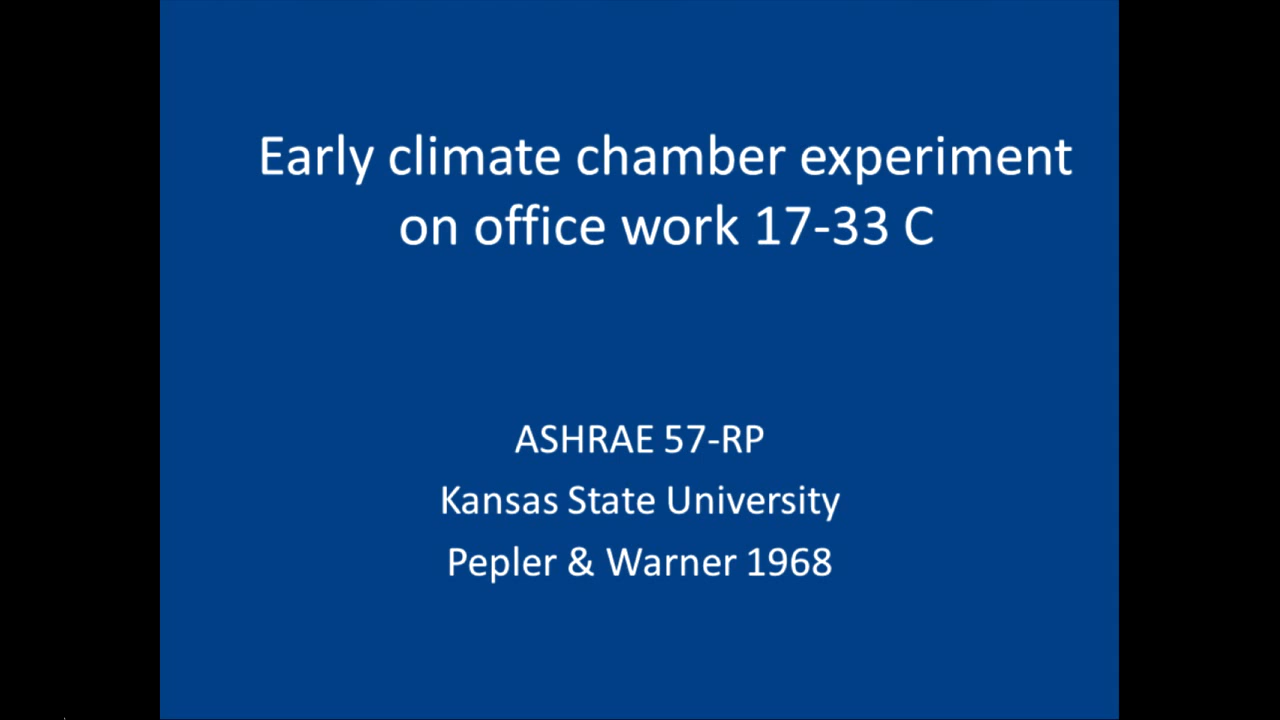 Early climate chamber experiment
on office work 17-33 C
ASHRAE 57-RP
Kansas State University
Pepler & Warner 1968